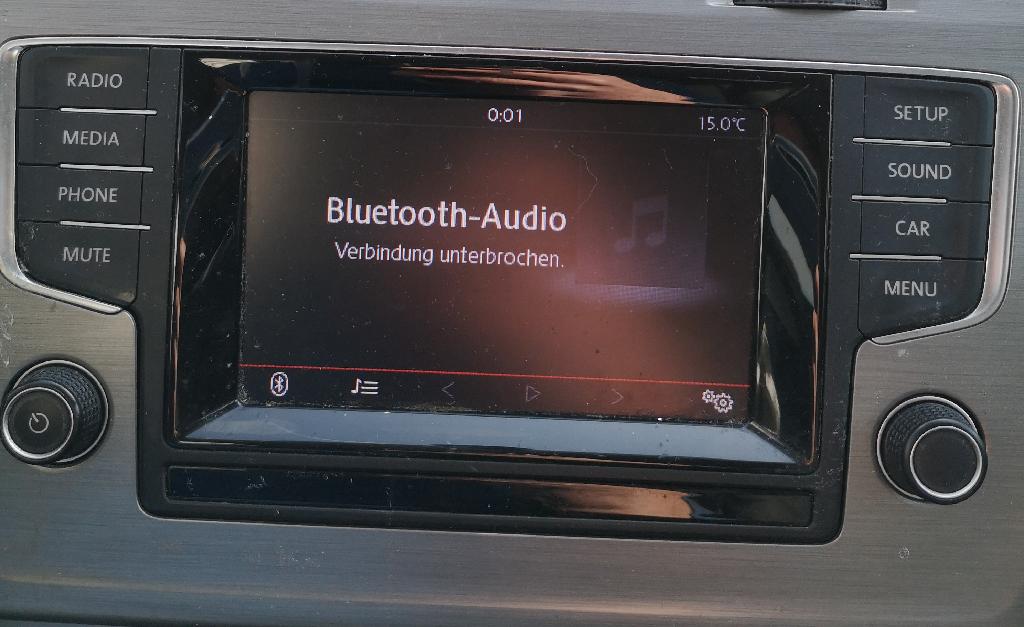 RADIO
MEDIA
PHONE
MUTE
0:01
15.0°C
Bluetooth-Audio
Verbindung unterbrochen.
SETUP
SOUND
CAR
MENU